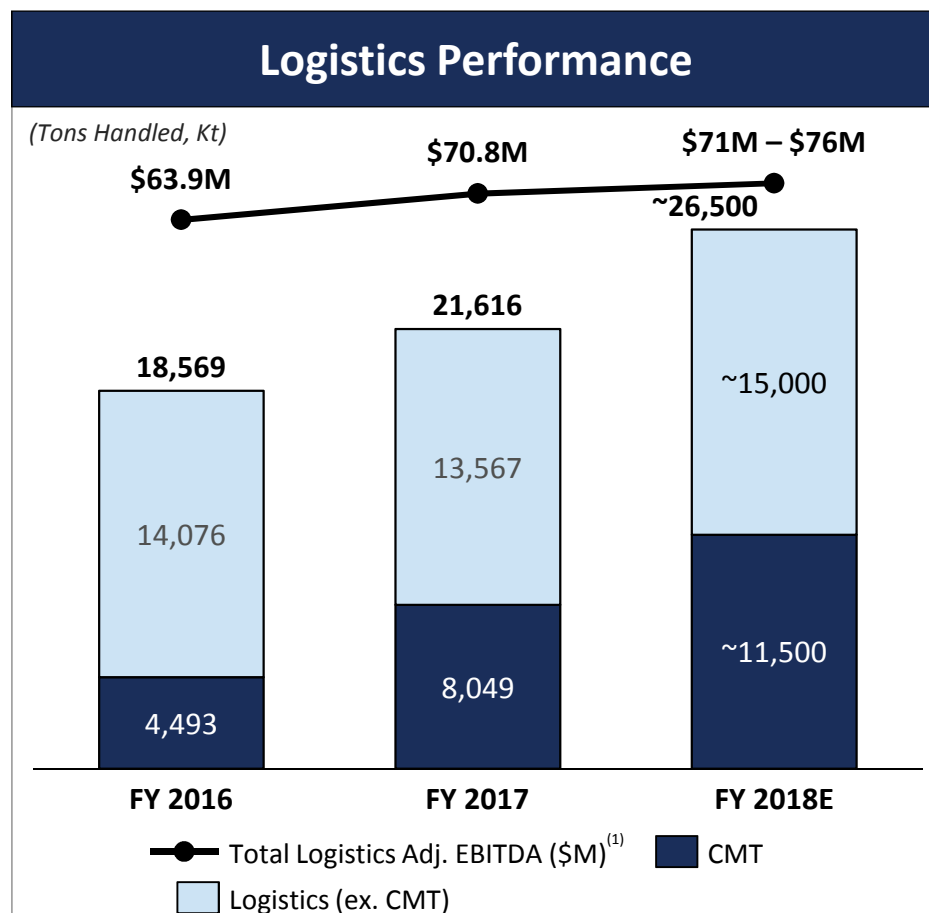 Logistics Performance
(Tons Handled, Kt)
$63.9M
$70.8M
$71M – $76M
~26,500
21,616
18,569
~15,000
13,567
14,076
~11,500
8,049
4,493
FY 2016
FY 2017
FY 2018E
Total Logistics Adj. EBITDA ($M)(1)
CMT
Logistics (ex. CMT)